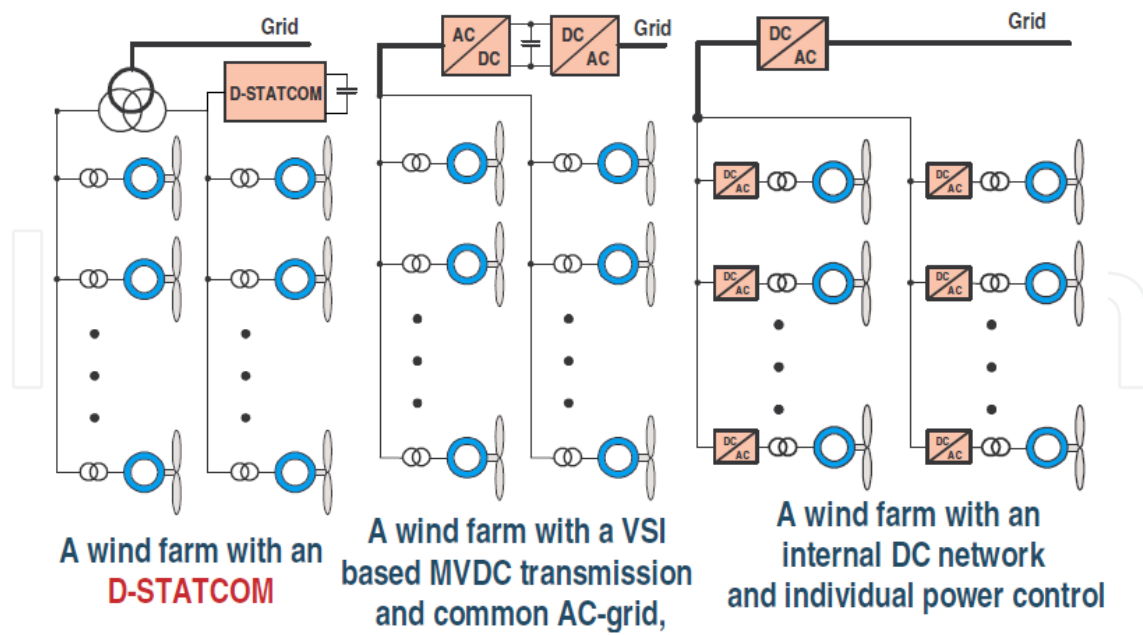 Grid
D-STATCOM
A wind farm with an
D-STATCOM
AC
DC
DC
AC
Grid
A wind farm with a VSI
based MVDC transmission
and common AC-grid,
DC
AC
Grid
DC
AC
DC
AC
DC
AC
DC
AC
DC
AC
DC
AC
A wind farm with an
internal DC network
and individual power control